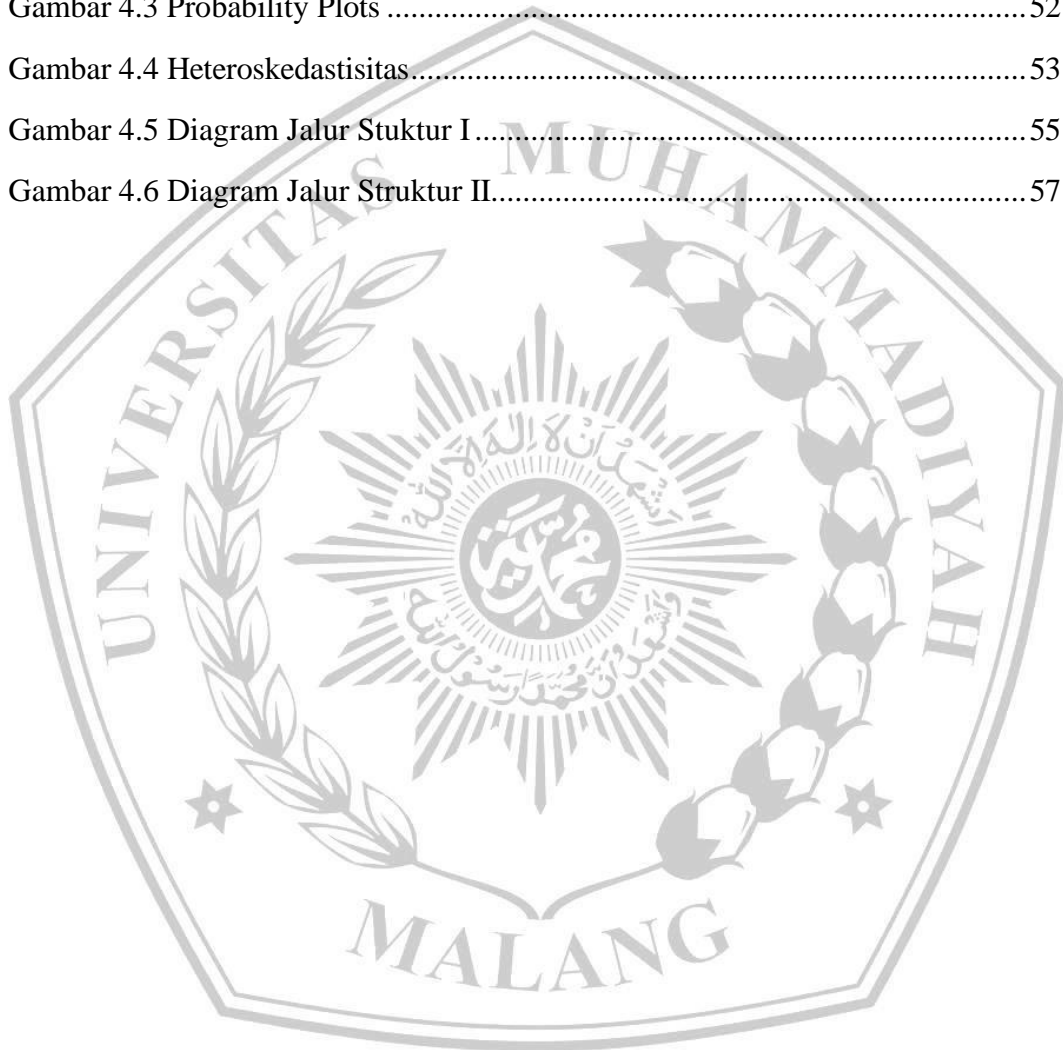 Gambar 4.3 Probability Plots ........................................................................ 52
Gambar 4.4 Heteroskedastisitas ........................................................................ 53
Gambar 4.5 Diagram Jalur Stuktur I ........................................................................ 55
Gambar 4.6 Diagram Jalur Struktur II ........................................................................ 57
UNIVERSITAS MUHAMMADIYAH
MALANG